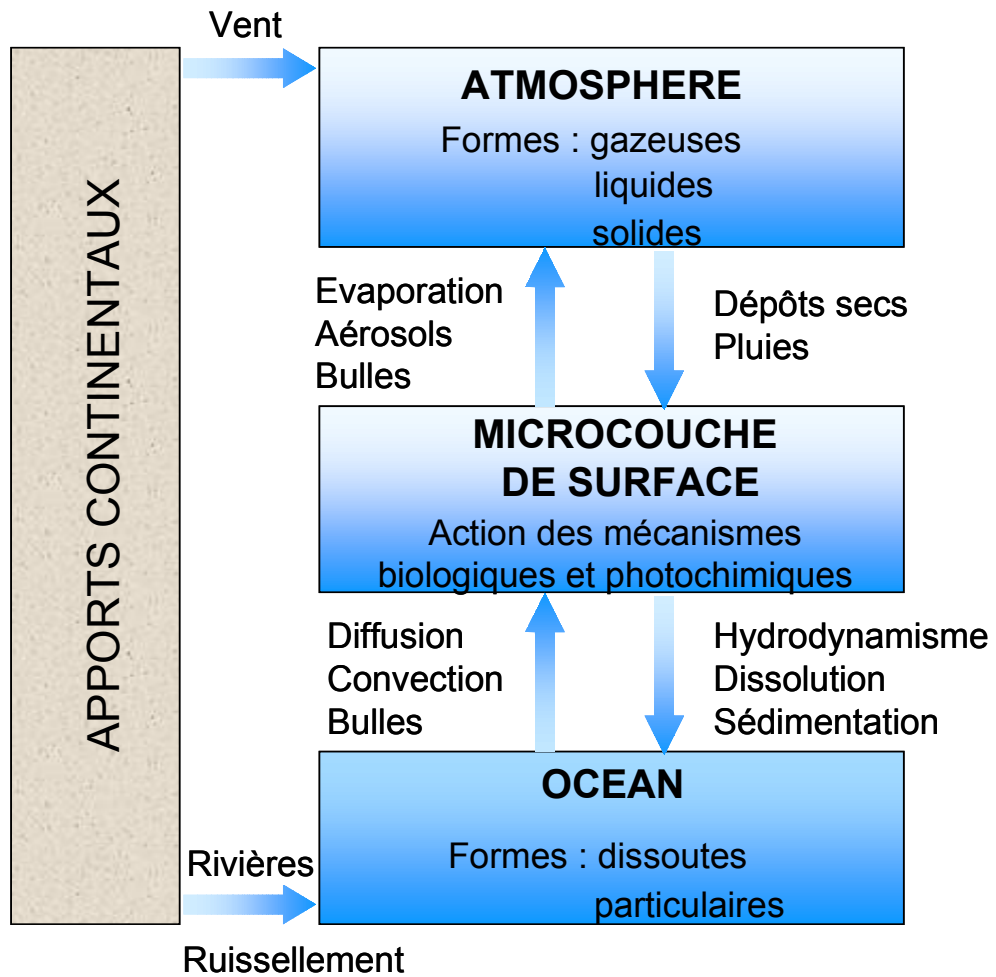 Vent
APPORTS CONTINENTAUX
ATMOSPHERE
Formes : gazeuses
liquides
solides
Evaporation
Aérosols
Bulles
Dépôts secs
Pluies
MICROCOUCHE
DE SURFACE
Action des mécanismes
biologiques et photochimiques
Diffusion
Convection
Bulles
Hydrodynamisme
Dissolution
Sédimentation
OCEAN
Formes : dissoutes
particulaires
Rivières
Ruissellement